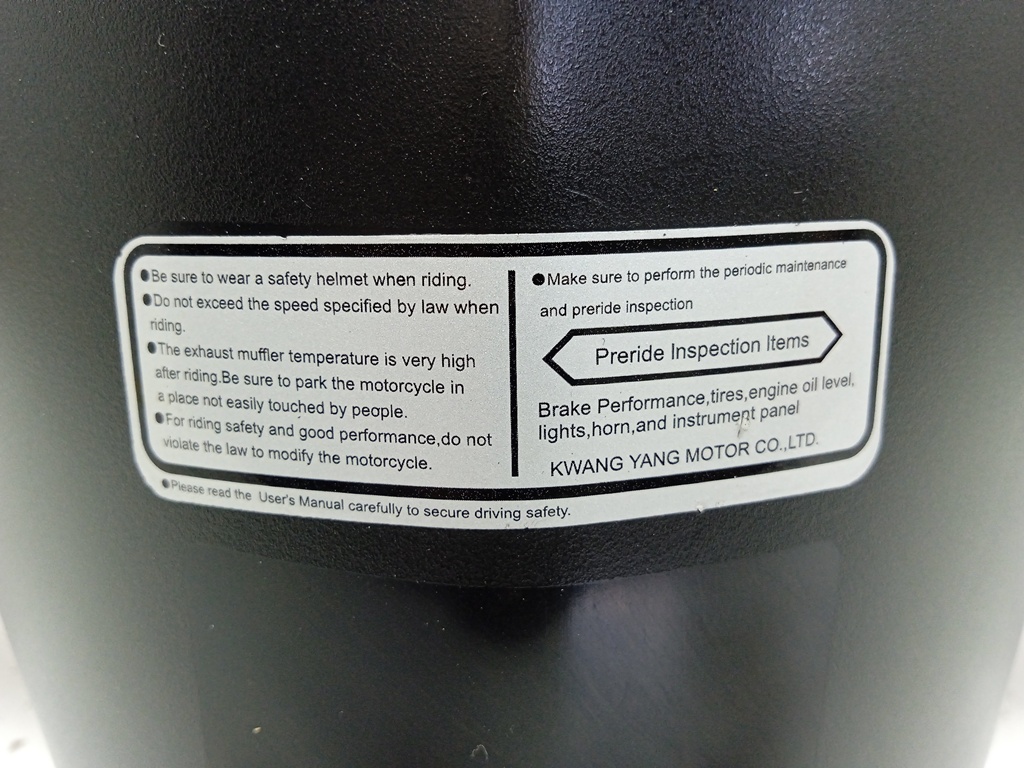 ●Be sure to wear a safety helmet when riding.
●Do not exceed the speed specified by law when
riding.
●The exhaust muffler temperature is very high
after riding.Be sure to park the motorcycle in
a place not easily touched by people.
●For riding safety and good performance,do not
violate the law to modify the motorcycle.
●Make sure to perform the periodic maintenance
and preride inspection
Preride Inspection Items
Brake Performance,tires,engine oil level,
lights,horn,and instrument panel
KWANG YANG MOTOR CO.,LTD.
●Please read the User's Manual carefully to secure driving safety.